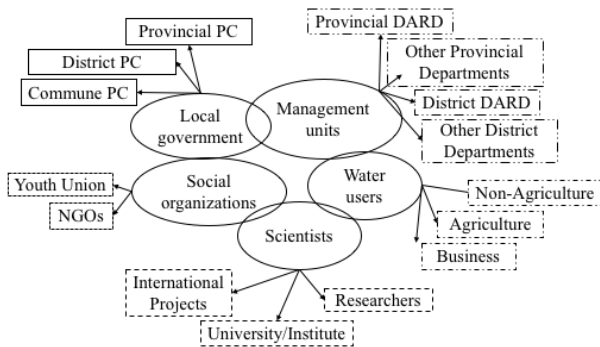 Provincial PC
District PC
Commune PC
Provincial DARD
Other Provincial
Departments
District DARD
Other District
Departments
Local
government
Management
units
Social
organizations
Water
users
Scientists
Youth Union
NGOs
Non-Agriculture
Agriculture
Business
International
Projects
Researchers
University/Institute